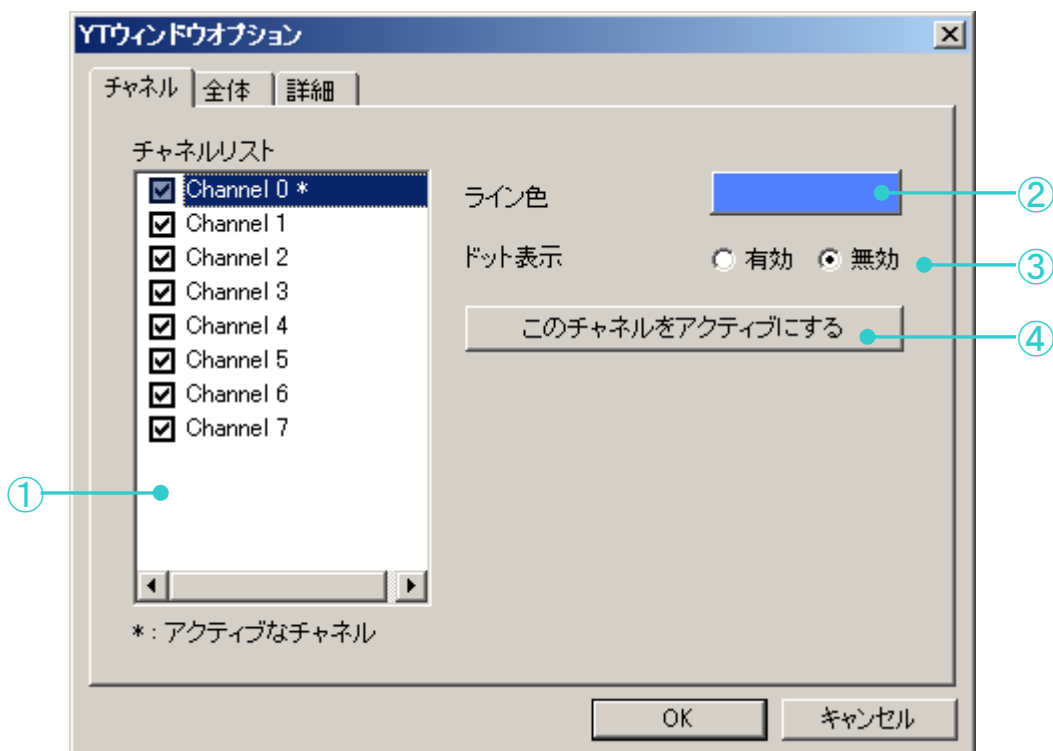 YTウィンドウオプション
チャネル 全体 詳細
チャネルリスト
Channel 0 *
Channel 1
Channel 2
Channel 3
Channel 4
Channel 5
Channel 6
Channel 7
* : アクティブなチャネル
ライン色
ドット表示 有効 無効
このチャネルをアクティブにする
①
②
③
④
OK キャンセル